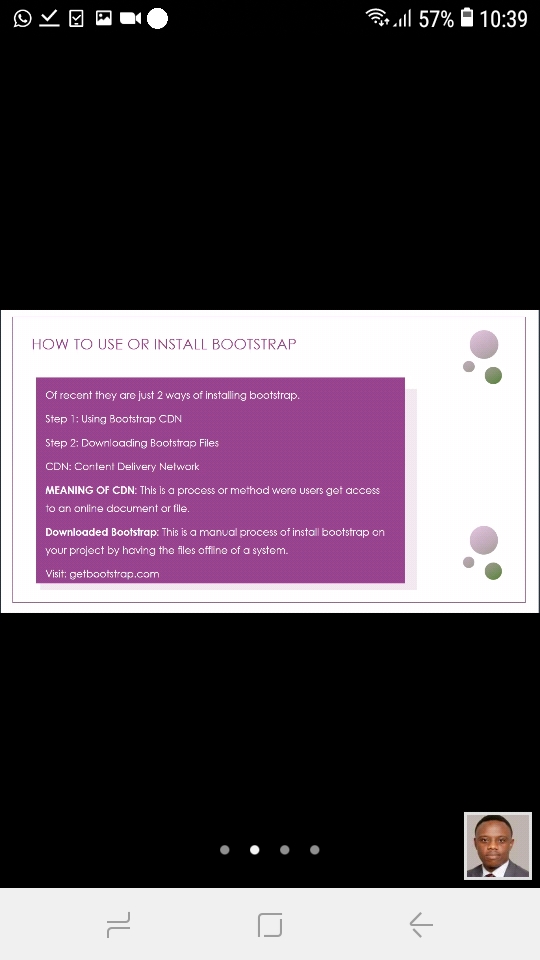 57% 10:39
HOW TO USE OR INSTALL BOOTSTRAP
Of recent they are just 2 ways of installing bootstrap.
Step 1: Using Bootstrap CDN
Step 2: Downloading Bootstrap Files
CDN: Content Delivery Network
MEANING OF CDN: This is a process or method were users get access
to an online document or file.
Downloaded Bootstrap: This is a manual process of install bootstrap on
your project by having the files offline of a system.
Visit: getbootstrap.com